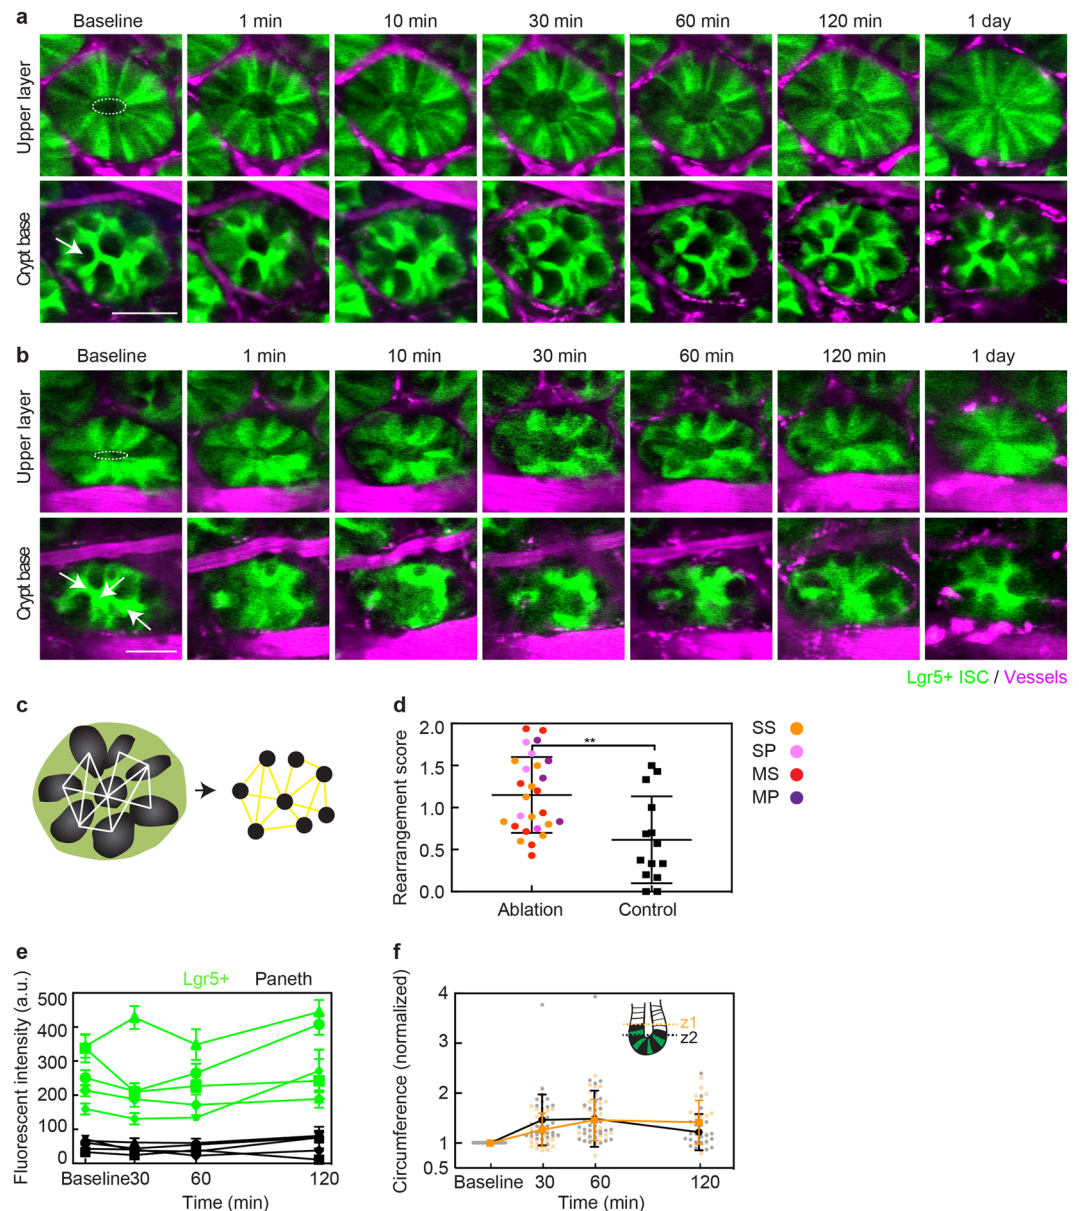 a
Baseline 1 min 10 min 30 min 60 min 120 min 1 day
Upper layer
Crypt base
b
Baseline 1 min 10 min 30 min 60 min 120 min 1 day
Upper layer
Crypt base
Lgr5+ ISC / Vessels
c
d
Rearrangement score
2.0
1.5
1.0
0.5
0.0
**
Ablation Control
SS
SP
MS
MP
e
Lgr5+ Paneth
Fluorescent intensity (a.u.)
500
400
300
200
100
0
Baseline 30 60 120
Time (min)
f
Circumference (normalized)
4
3
2
1
0.5
z1
z2
Baseline 30 60 120
Time (min)